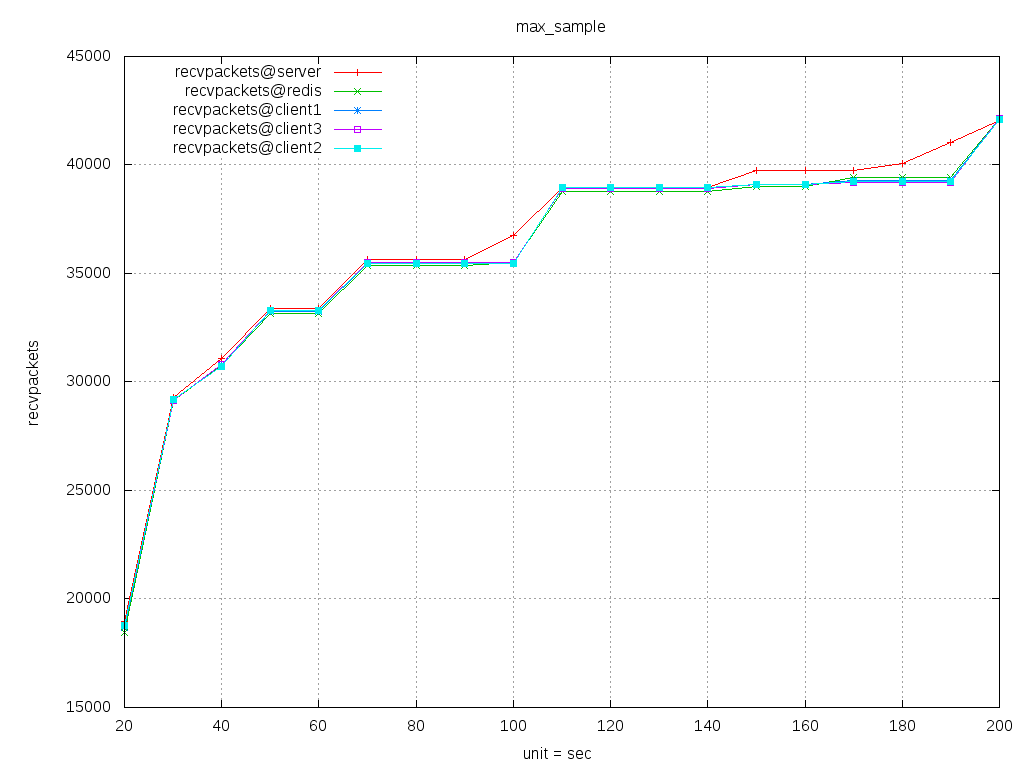 max_sample
45000
40000
35000
30000
25000
20000
15000
recvpackets
recvpackets@server
recvpackets@redis
recvpackets@client1
recvpackets@client3
recvpackets@client2
20 40 60 80 100 120 140 160 180 200
unit = sec